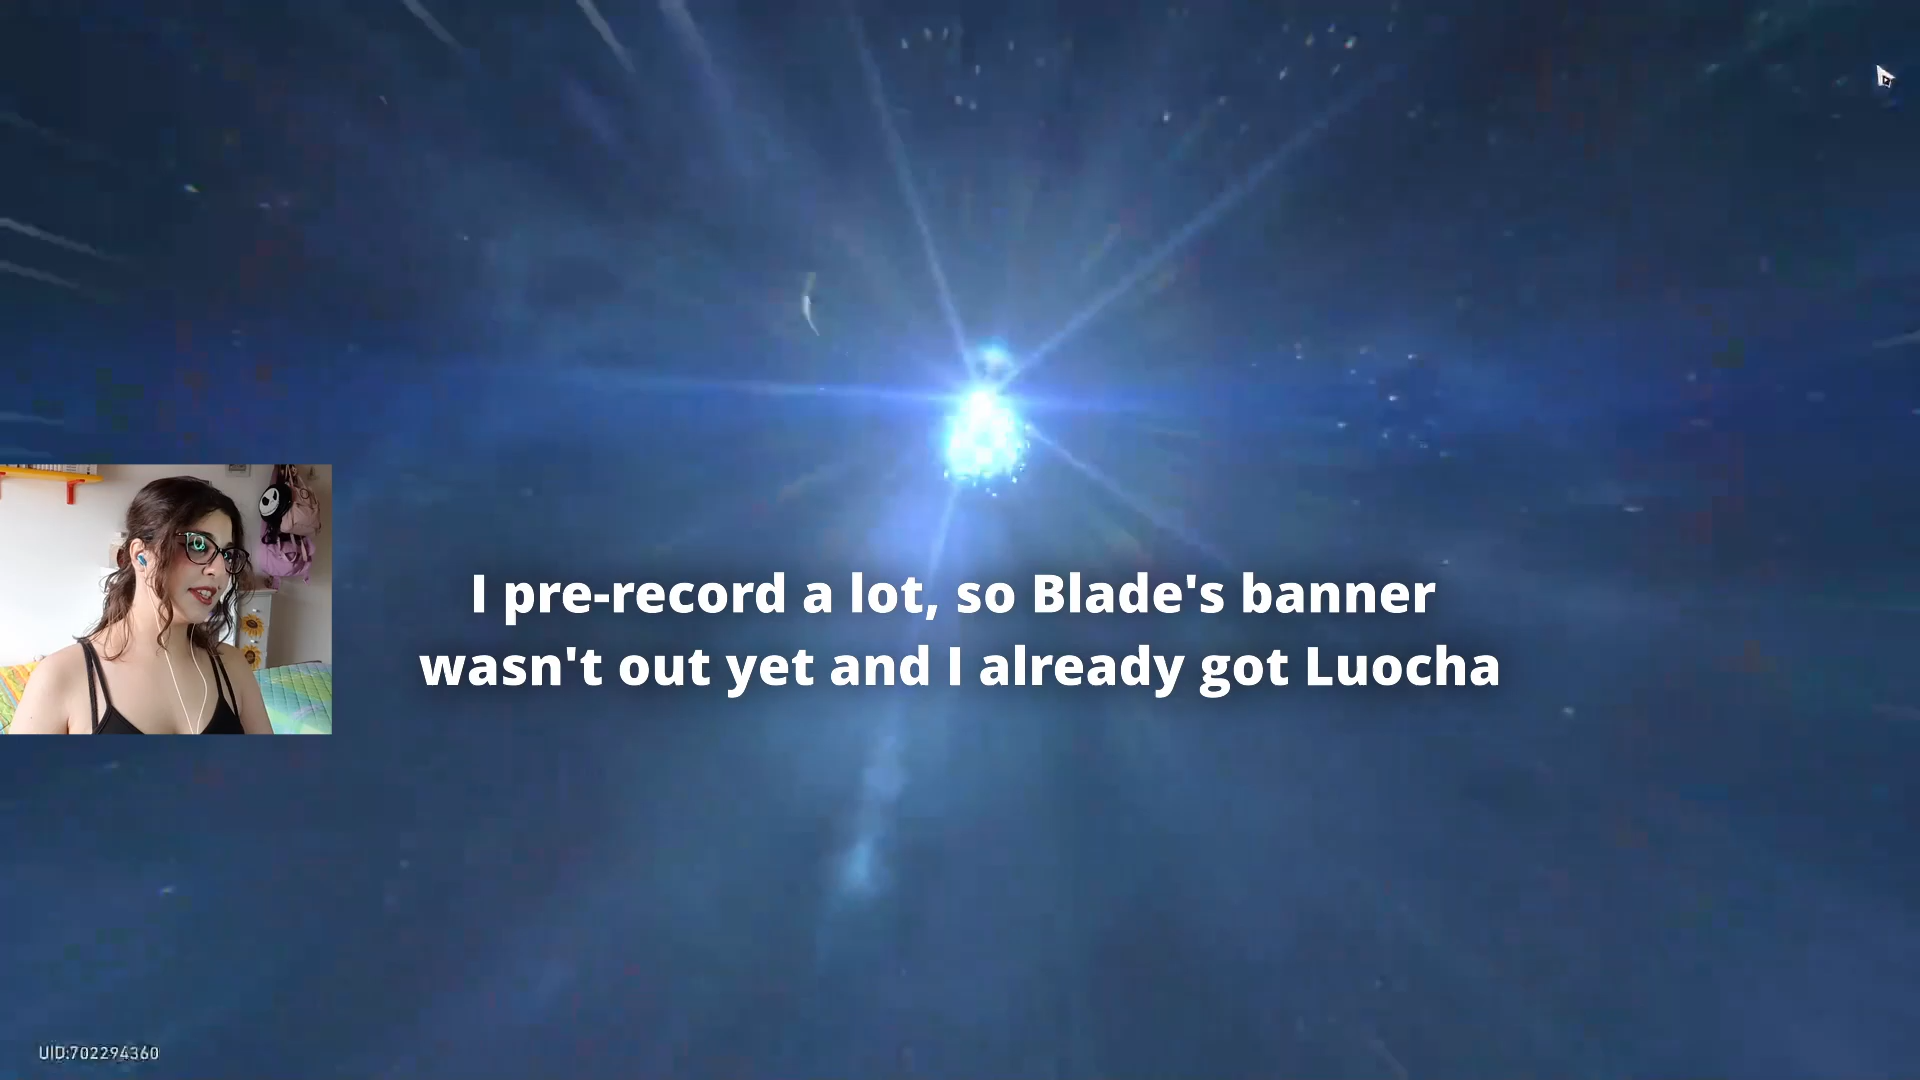 I pre-record a lot, so Blade's banner
wasn't out yet and I already got Luocha
UID:702294360